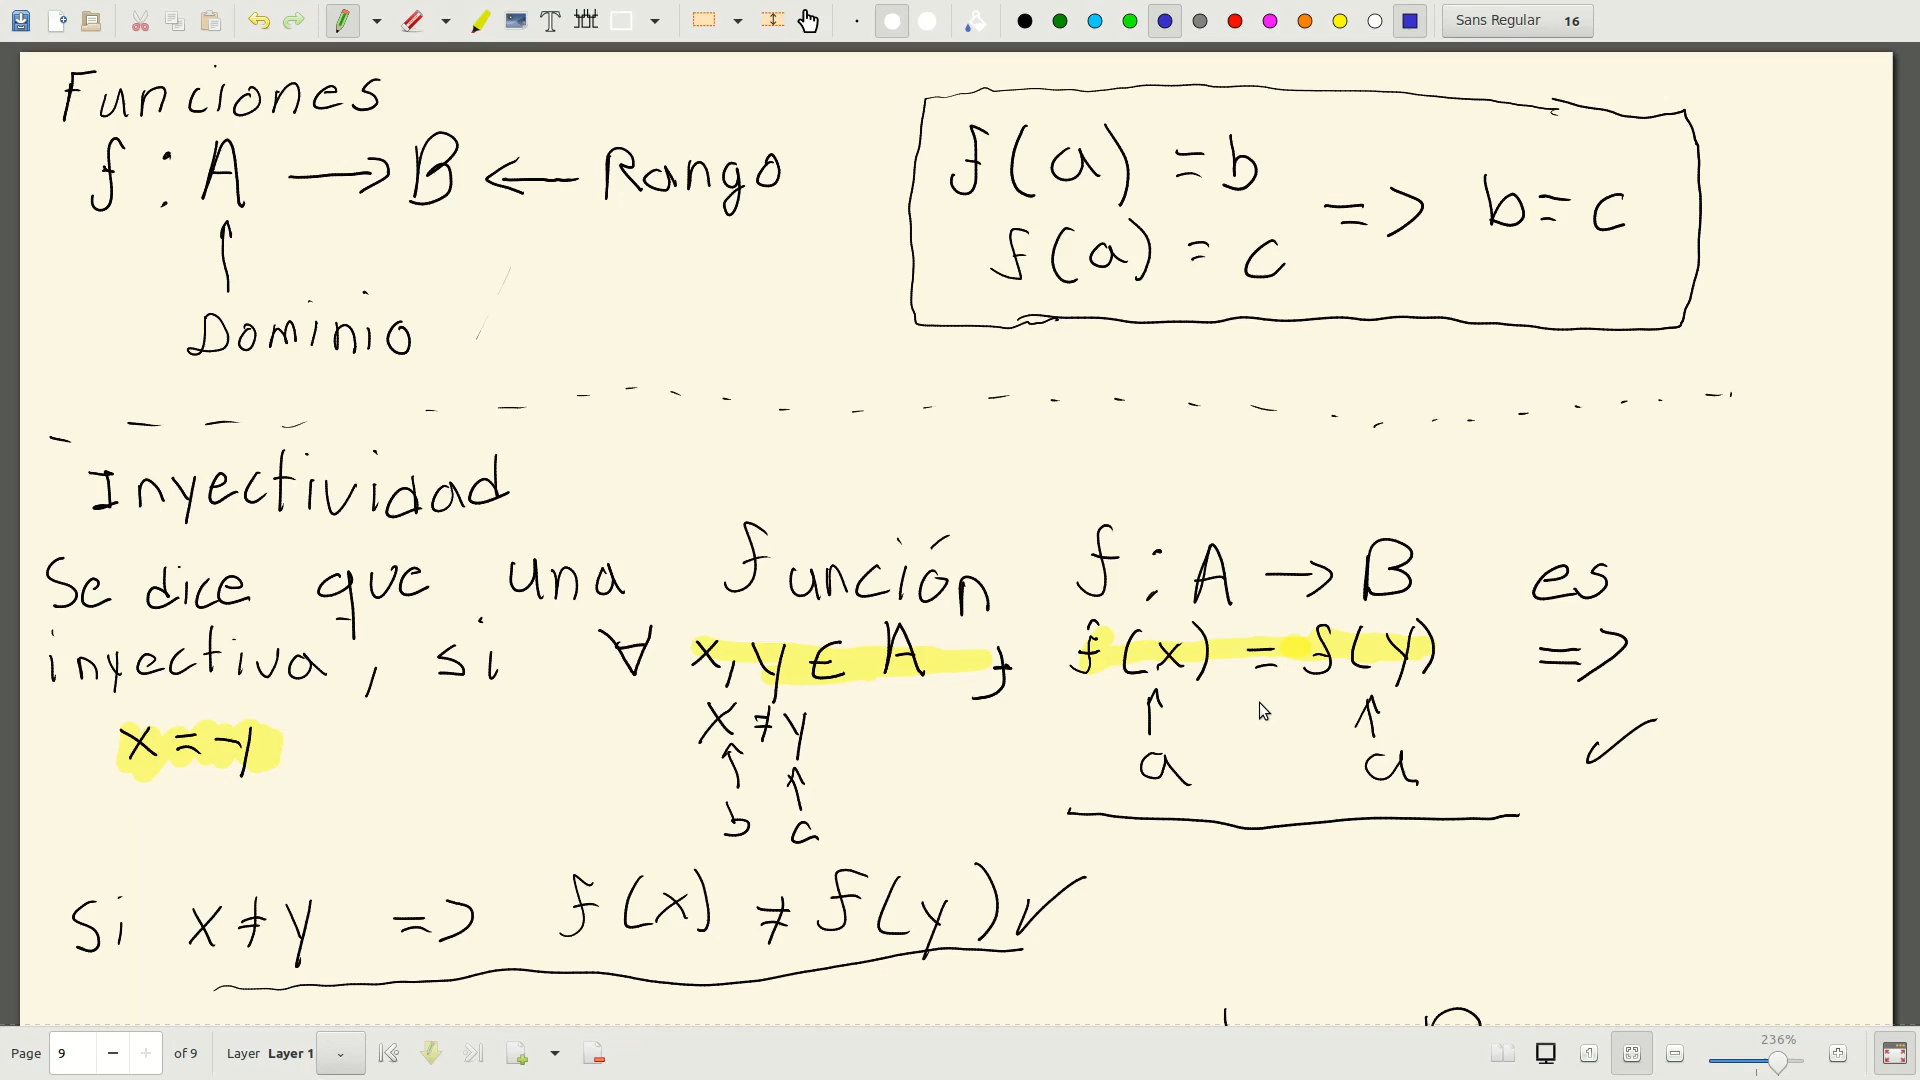 Sans Regular 16
Funciones
f : A → B ← Rango
↑
Dominio
f(a) = b
f(a) = c
=> b = c
Inyectividad
Se dice que una función f : A → B es
inyectiva, si ∀ x, y ∈ A, f(x) = f(y) =>
x = y
x ≠ y
↑ ↑
b c
↑ ↑
a a
✓
Si x ≠ y => f(x) ≠ f(y) ✓
Page 9 of 9 Layer Layer 1
236%